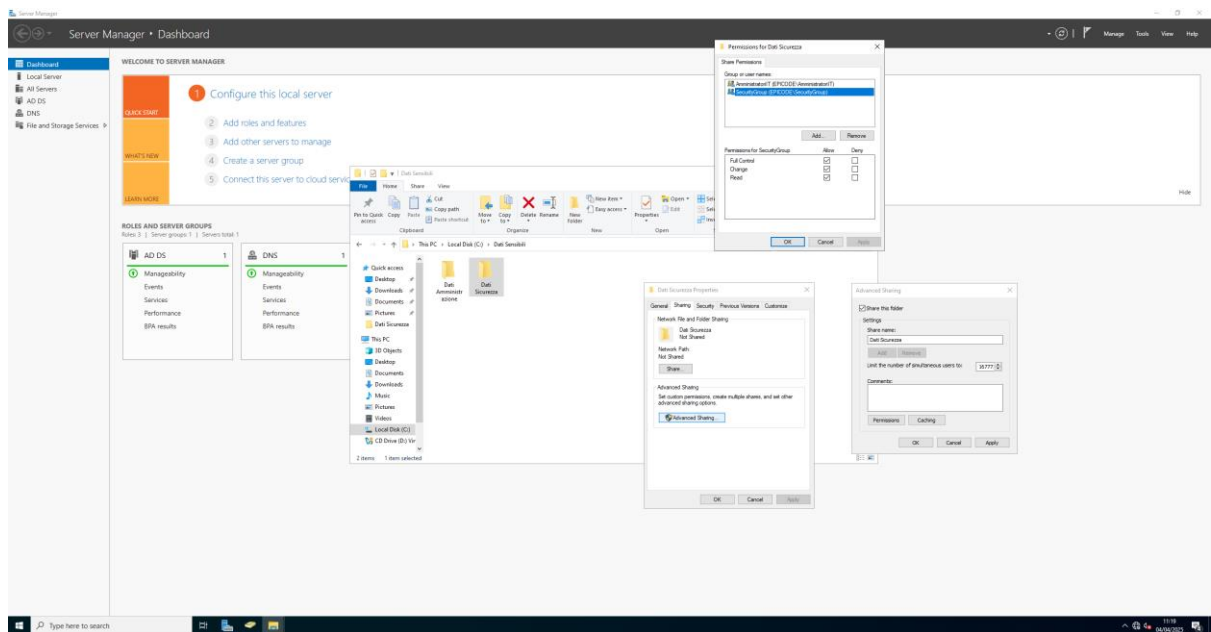 Server Manager
Server Manager • Dashboard
Manage Tools View Help
Dashboard
Local Server
All Servers
AD DS
DNS
File and Storage Services
WELCOME TO SERVER MANAGER
QUICK START
WHAT'S NEW
LEARN MORE
1 Configure this local server
2 Add roles and features
3 Add other servers to manage
4 Create a server group
5 Connect this server to cloud servic
Hide
ROLES AND SERVER GROUPS
Roles 3 | Server groups 1 | Servers total 1
AD DS 1
Manageability
Events
Services
Performance
BPA results
DNS 1
Manageability
Events
Services
Performance
BPA results
Dati Sensibili
File Home Share View
Pin to Quick access
Copy
Paste
Cut
Copy path
Paste shortcut
Move to
Copy to
Delete
Rename
New folder
New item
Easy access
Properties
Open
Edit
Sel
Sel
Clipboard
Organize
New
Open
This PC › Local Disk (C:) › Dati Sensibili
Quick access
Desktop
Downloads
Documents
Pictures
Dati Sicurezza
This PC
3D Objects
Desktop
Documents
Downloads
Music
Pictures
Videos
Local Disk (C:)
CD Drive (D:) Vir
Dati Amministr azione
Dati Sicurezza
2 items 1 item selected
Permissions for Dati Sicurezza
Share Permissions
Group or user names:
AmministratoriIT (EPICODE\AmministratoriIT)
SecurityGroup (EPICODE\SecurityGroup)
Add... Remove
Permissions for SecurityGroup Allow Deny
Full Control
Change
Read
OK Cancel Apply
Dati Sicurezza Properties
General Sharing Security Previous Versions Customize
Network File and Folder Sharing
Dati Sicurezza
Not Shared
Network Path:
Not Shared
Share...
Advanced Sharing
Set custom permissions, create multiple shares, and set other
advanced sharing options.
Advanced Sharing...
OK Cancel Apply
Advanced Sharing
Share this folder
Settings
Share name:
Dati Sicurezza
Add Remove
Limit the number of simultaneous users to: 16777
Comments:
Permissions Caching
OK Cancel Apply
Type here to search
11:19
04/04/2025